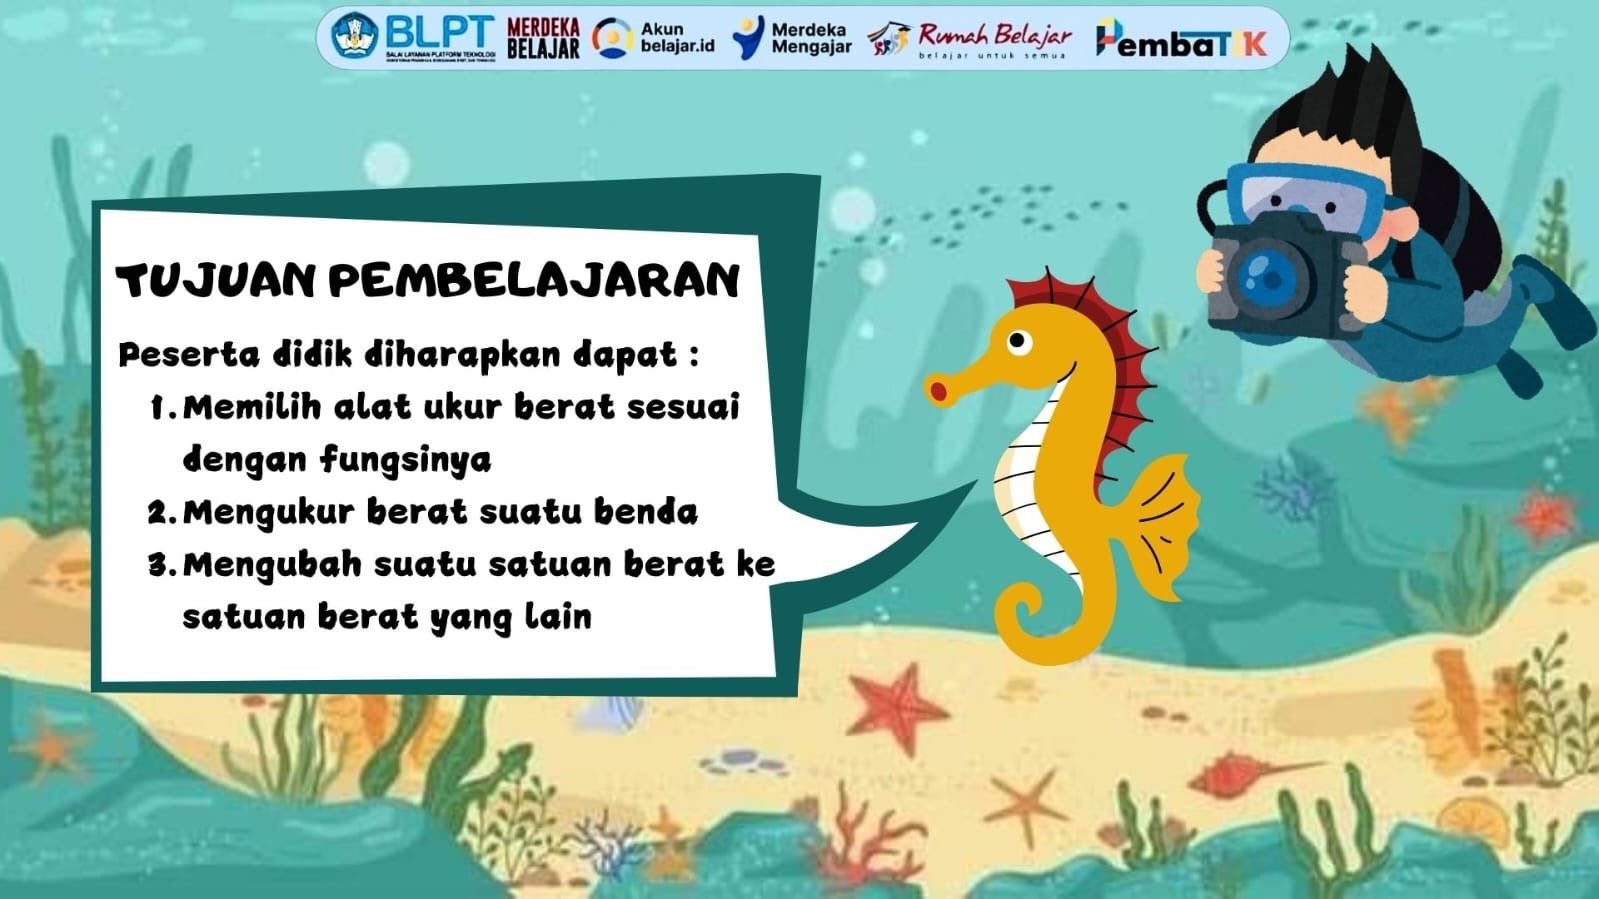 BLPT
BALAI LAYANAN PLATFORM TEKNOLOGI
MERDEKA
BELAJAR
Akun
belajar.id
Merdeka
Mengajar
Rumah Belajar
belajar untuk semua
PembaTIK
TUJUAN PEMBELAJARAN
Peserta didik diharapkan dapat :
1. Memilih alat ukur berat sesuai
dengan fungsinya
2. Mengukur berat suatu benda
3. Mengubah suatu satuan berat ke
satuan berat yang lain